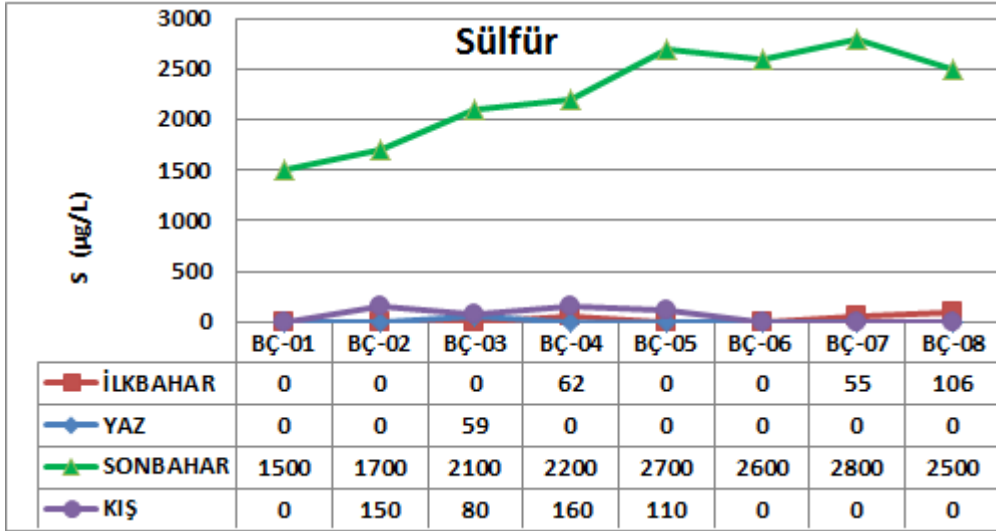 Sülfür
S (µg/L)
3000
2500
2000
1500
1000
500
0
BÇ-01 BÇ-02 BÇ-03 BÇ-04 BÇ-05 BÇ-06 BÇ-07 BÇ-08
İLKBAHAR 0 0 0 62 0 0 55 106
YAZ 0 0 59 0 0 0 0 0
SONBAHAR 1500 1700 2100 2200 2700 2600 2800 2500
KIŞ 0 150 80 160 110 0 0 0